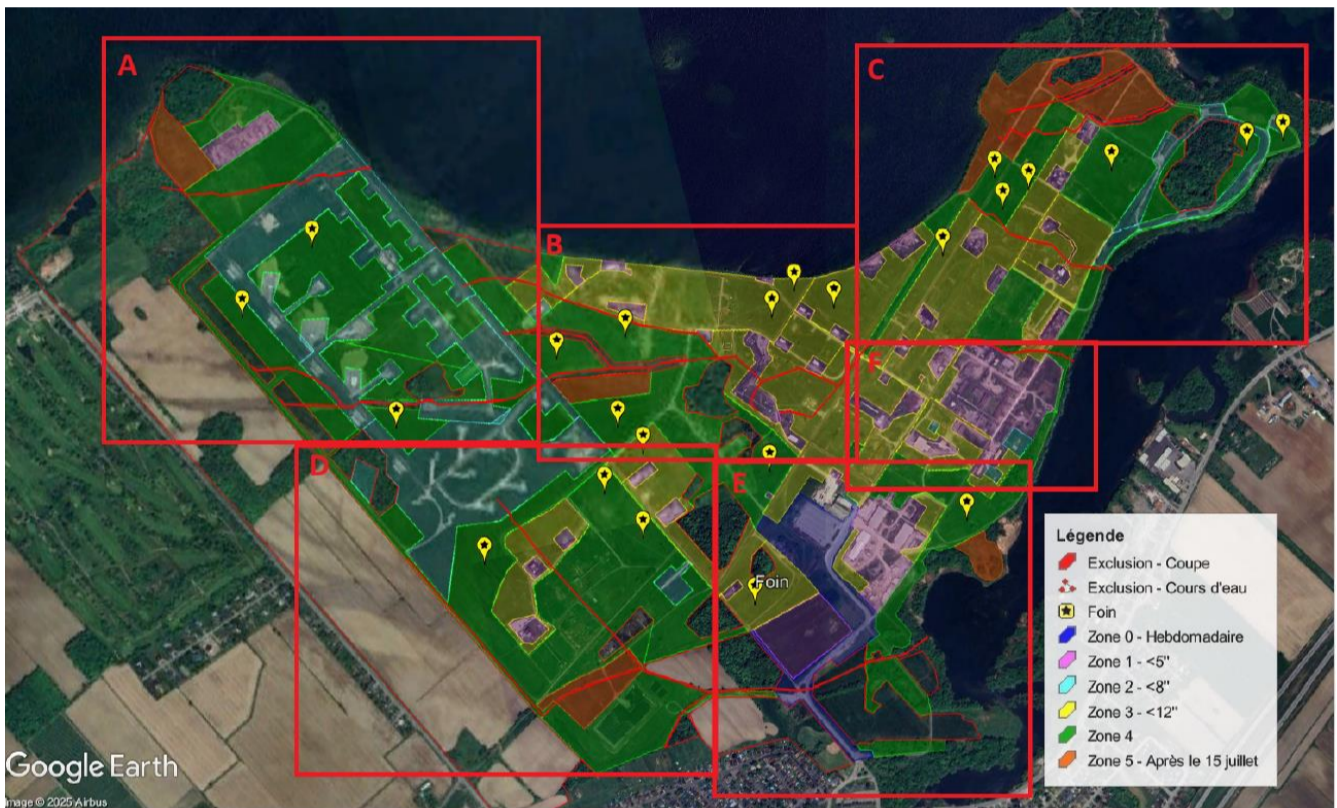 A
C
B
F
D
E
Foin
Légende
Exclusion - Coupe
Exclusion - Cours d'eau
Foin
Zone 0 - Hebdomadaire
Zone 1 - <5"
Zone 2 - <8"
Zone 3 - <12"
Zone 4
Zone 5 - Après le 15 juillet
Google Earth
mage © 2025 Airbus